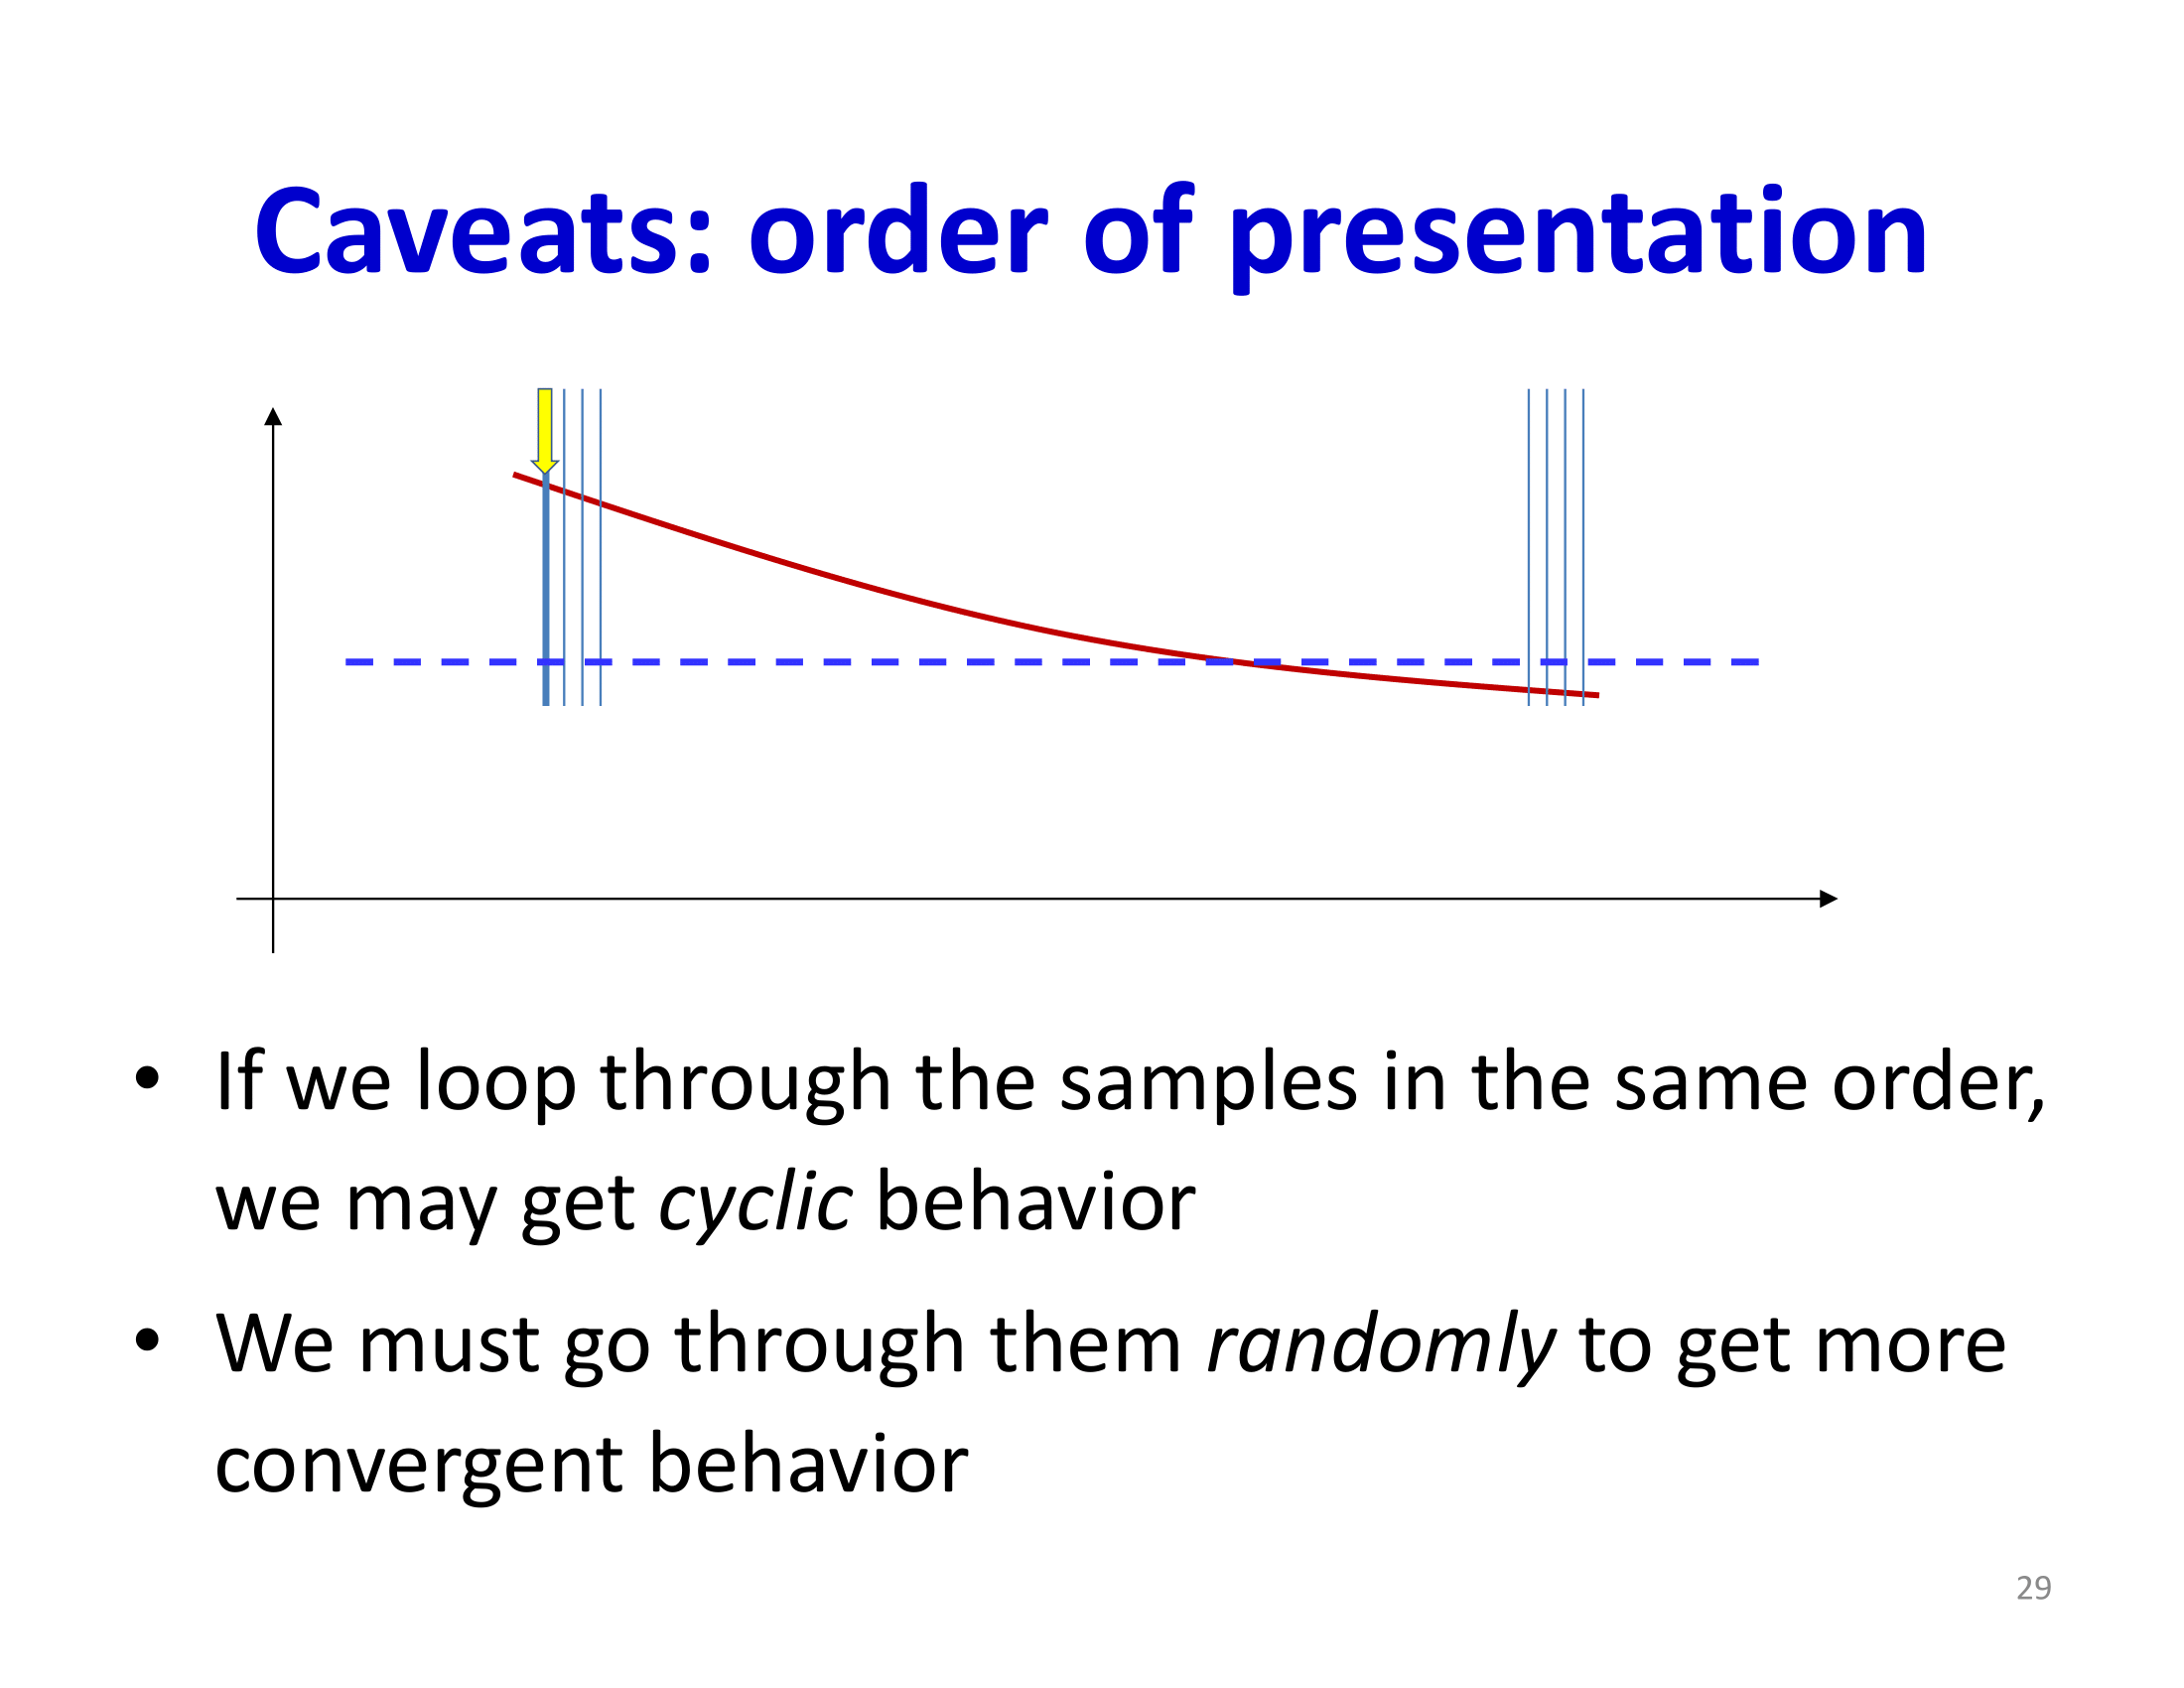 Caveats: order of presentation
• If we loop through the samples in the same order,
we may get cyclic behavior
• We must go through them randomly to get more
convergent behavior
29